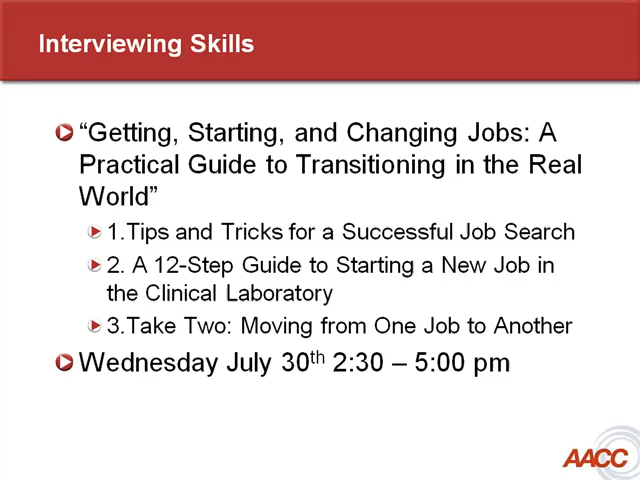 Interviewing Skills
“Getting, Starting, and Changing Jobs: A
Practical Guide to Transitioning in the Real
World”
1.Tips and Tricks for a Successful Job Search
2. A 12-Step Guide to Starting a New Job in
the Clinical Laboratory
3.Take Two: Moving from One Job to Another
Wednesday July 30th 2:30 – 5:00 pm
AACC